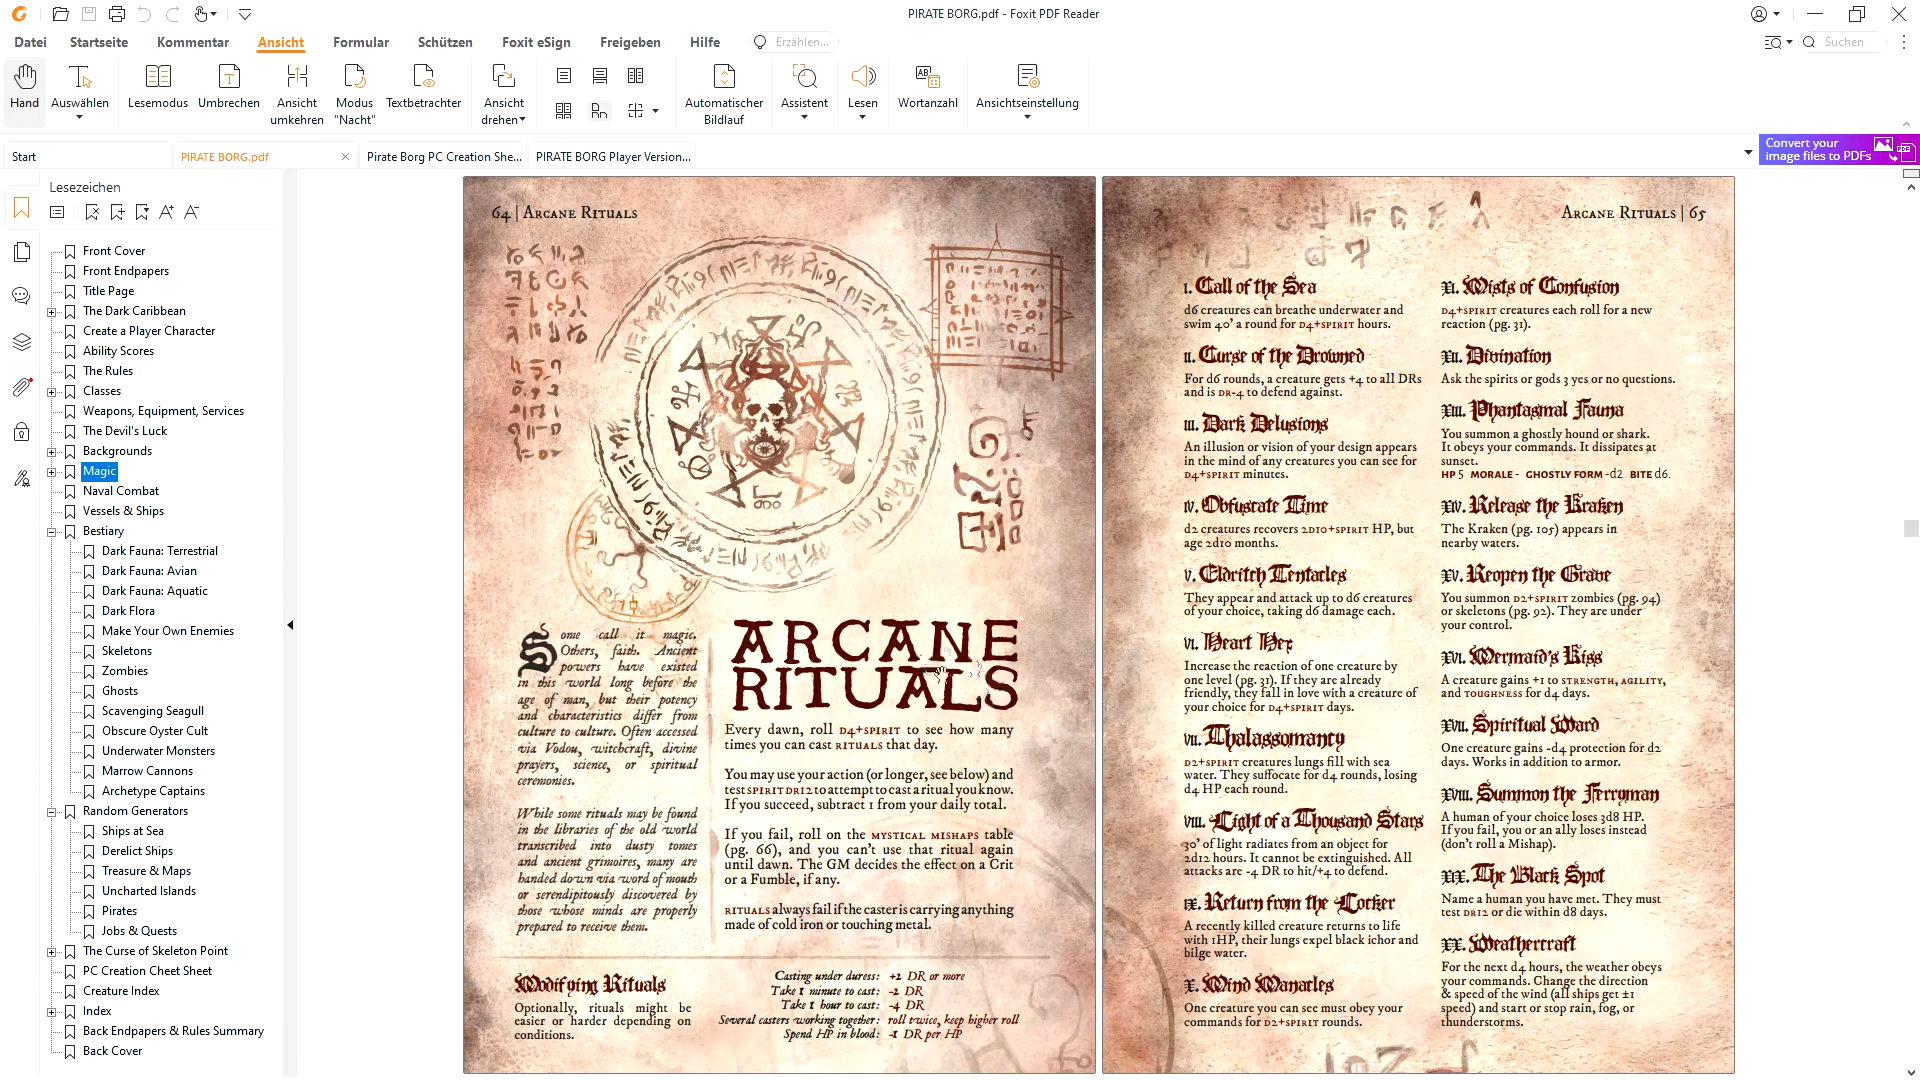 PIRATE BORG.pdf - Foxit PDF Reader
Datei Startseite Kommentar Ansicht Formular Schützen Foxit eSign Freigeben Hilfe Erzählen... Suchen
Hand Auswählen Lesemodus Umbrechen Ansicht umkehren Modus "Nacht" Textbetrachter Ansicht drehen Automatischer Bildlauf Assistent Lesen Wortanzahl Ansichtseinstellung
Start PIRATE BORG.pdf Pirate Borg PC Creation She... PIRATE BORG Player Version...
Convert your
image files to PDFs
Lesezeichen
Front Cover
Front Endpapers
Title Page
The Dark Caribbean
Create a Player Character
Ability Scores
The Rules
Classes
Weapons, Equipment, Services
The Devil's Luck
Backgrounds
Magic
Naval Combat
Vessels & Ships
Bestiary
Dark Fauna: Terrestrial
Dark Fauna: Avian
Dark Fauna: Aquatic
Dark Flora
Make Your Own Enemies
Skeletons
Zombies
Ghosts
Scavenging Seagull
Obscure Oyster Cult
Underwater Monsters
Marrow Cannons
Archetype Captains
Random Generators
Ships at Sea
Derelict Ships
Treasure & Maps
Uncharted Islands
Pirates
Jobs & Quests
The Curse of Skeleton Point
PC Creation Cheet Sheet
Creature Index
Index
Back Endpapers & Rules Summary
Back Cover
64 | Arcane Rituals
Some call it magic.
Others, faith. Ancient
powers have existed
in this world long before the
age of man, but their potency
and characteristics differ from
culture to culture. Often accessed
via Vodou, witchcraft, divine
prayers, science, or spiritual
ceremonies.
While some rituals may be found
in the libraries of the old world
transcribed into dusty tomes
and ancient grimoires, many are
handed down via word of mouth
or serendipitously discovered by
those whose minds are properly
prepared to receive them.
ARCANE
RITUALS
Every dawn, roll D4+SPIRIT to see how many
times you can cast RITUALS that day.
You may use your action (or longer, see below) and
test SPIRIT DR12 to attempt to cast a ritual you know.
If you succeed, subtract 1 from your daily total.
If you fail, roll on the MYSTICAL MISHAPS table
(pg. 66), and you can't use that ritual again
until dawn. The GM decides the effect on a Crit
or a Fumble, if any.
RITUALS always fail if the caster is carrying anything
made of cold iron or touching metal.
Modifying Rituals
Optionally, rituals might be
easier or harder depending on
conditions.
Casting under duress: +2 DR or more
Take 1 minute to cast: -2 DR
Take 1 hour to cast: -4 DR
Several casters working together: roll twice, keep higher roll
Spend HP in blood: -1 DR per HP
Arcane Rituals | 65
I. Call of the Sea
d6 creatures can breathe underwater and
swim 40' a round for D4+SPIRIT hours.
II. Curse of the Drowned
For d6 rounds, a creature gets +4 to all DRs
and is DR-4 to defend against.
III. Dark Delusions
An illusion or vision of your design appears
in the mind of any creatures you can see for
D4+SPIRIT minutes.
IV. Obfuscate Time
d2 creatures recovers 2D10+SPIRIT HP, but
age 2d10 months.
V. Eldritch Tentacles
They appear and attack up to d6 creatures
of your choice, taking d6 damage each.
VI. Heart Hex
Increase the reaction of one creature by
one level (pg. 31). If they are already
friendly, they fall in love with a creature of
your choice for D4+SPIRIT days.
VII. Thalassomancy
D2+SPIRIT creatures lungs fill with sea
water. They suffocate for d4 rounds, losing
d4 HP each round.
VIII. Light of a Thousand Stars
30' of light radiates from an object for
2d12 hours. It cannot be extinguished. All
attacks are -4 DR to hit/+4 to defend.
IX. Return from the Locker
A recently killed creature returns to life
with 1HP, their lungs expel black ichor and
bilge water.
X. Mind Manacles
One creature you can see must obey your
commands for D2+SPIRIT rounds.
XI. Mists of Confusion
D4+SPIRIT creatures each roll for a new
reaction (pg. 31).
XII. Divination
Ask the spirits or gods 3 yes or no questions.
XIII. Phantasmal Fauna
You summon a ghostly hound or shark.
It obeys your commands. It dissipates at
sunset.
HP 5 MORALE - GHOSTLY FORM -d2 BITE d6.
XIV. Release the Kraken
The Kraken (pg. 105) appears in
nearby waters.
XV. Reopen the Grave
You summon D2+SPIRIT zombies (pg. 94)
or skeletons (pg. 92). They are under
your control.
XVI. Mermaid's Kiss
A creature gains +1 to STRENGTH, AGILITY,
and TOUGHNESS for d4 days.
XVII. Spiritual Ward
One creature gains -d4 protection for d2
days. Works in addition to armor.
XVIII. Summon the Ferryman
A human of your choice loses 3d8 HP.
If you fail, you or an ally loses instead
(don't roll a Mishap).
XIX. The Black Spot
Name a human you have met. They must
test DR12 or die within d8 days.
XX. Weathercraft
For the next d4 hours, the weather obeys
your commands. Change the direction
& speed of the wind (all ships get ±1
speed) and start or stop rain, fog, or
thunderstorms.